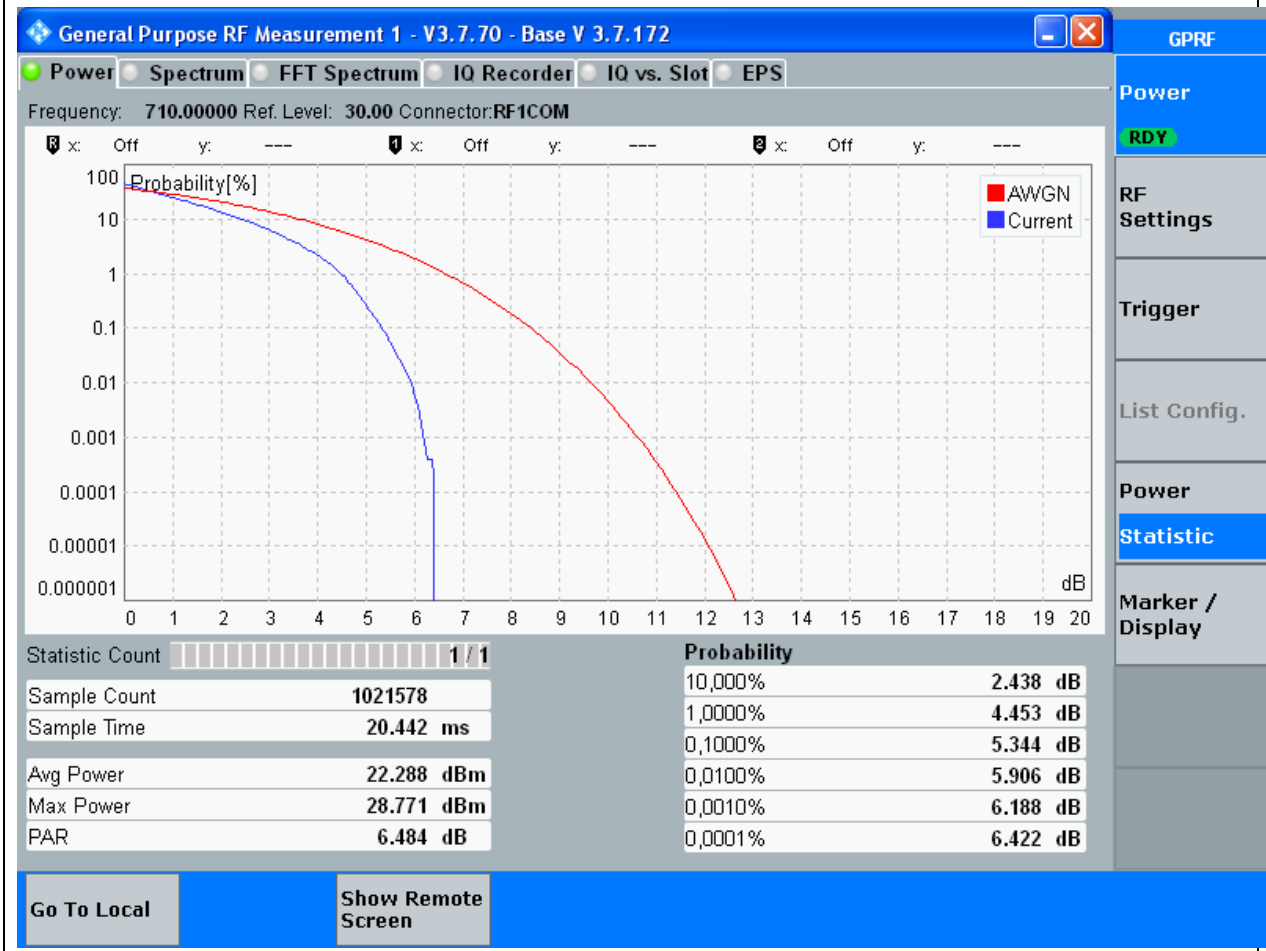 General Purpose RF Measurement 1 - V3.7.70 - Base V 3.7.172
GPRF
Power Spectrum FFT Spectrum IQ Recorder IQ vs. Slot EPS
Frequency: 710.00000 Ref. Level: 30.00 Connector:RF1COM
R x: Off y: --- 1 x: Off y: --- 2 x: Off y: ---
Probability[%]
AWGN
Current
100
10
1
0.1
0.01
0.001
0.0001
0.00001
0.000001
dB
0 1 2 3 4 5 6 7 8 9 10 11 12 13 14 15 16 17 18 19 20
Statistic Count 1 / 1
Sample Count 1021578
Sample Time 20.442 ms
Avg Power 22.288 dBm
Max Power 28.771 dBm
PAR 6.484 dB
Probability
10,000% 2.438 dB
1,0000% 4.453 dB
0,1000% 5.344 dB
0,0100% 5.906 dB
0,0010% 6.188 dB
0,0001% 6.422 dB
Power
RDY
RF
Settings
Trigger
List Config.
Power
Statistic
Marker /
Display
Go To Local
Show Remote
Screen